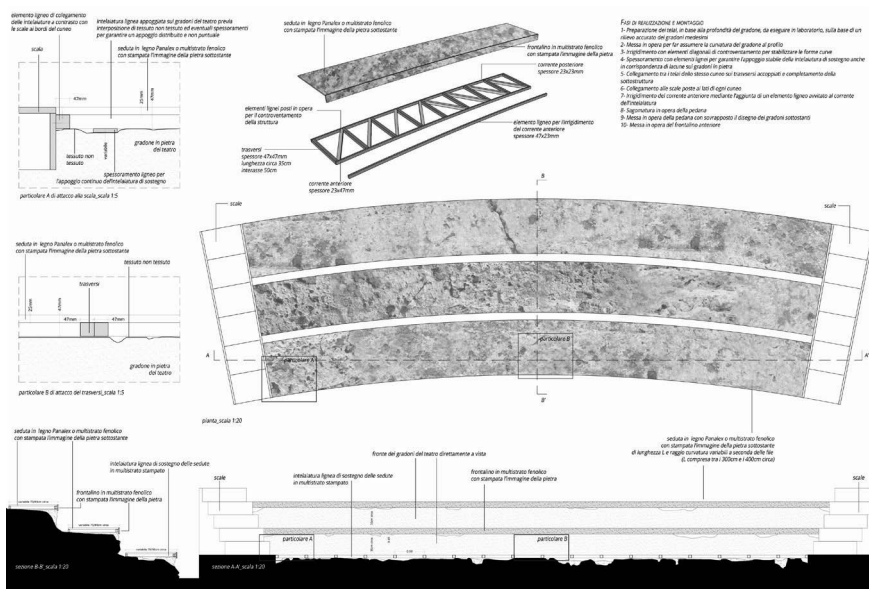 elemento ligneo di collegamento
delle intelaiature a contrasto con
le scale ai bordi del cuneo
scala
intelaiatura lignea appoggiata sui gradoni del teatro previa
interposizione di tessuto non tessuto ed eventuali spessoramenti
per garantire un appoggio distribuito e non puntuale
seduta in legno Panalex o multistrato fenolico
con stampata l'immagine della pietra sottostante
47mm
25mm
47mm
gradone in pietra
del teatro
tessuto non
tessuto
variabile
spessoramento ligneo per
l'appoggio continuo dell'intelaiatura di sostegno
particolare A di attacco alla scala_scala 1:5
seduta in legno Panalex o multistrato fenolico
con stampata l'immagine della pietra sottostante
frontalino in multistrato fenolico
con stampata l'immagine della pietra
corrente posteriore
spessore 23x23mm
elementi lignei posti in opera
per il controventamento
della struttura
elemento ligneo per l'irrigidimento
del corrente anteriore
spessore 47x23mm
trasversi
spessore 47x47mm
lunghezza circa 35cm
interasse 50cm
corrente anteriore
spessore 23x47mm
FASI DI REALIZZAZIONE E MONTAGGIO
1- Preparazione dei telai, in base alla profondità del gradone, da eseguire in laboratorio, sulla base di un
rilievo accurato dei gradoni medesimi
2- Messa in opera per far assumere la curvatura del gradone al profilo
3- Irrigidimento con elementi diagonali di controventamento per stabilizzare le forme curve
4- Spessoramento con elementi lignei per garantire l'appoggio stabile della intelaiatura di sostegno anche
in corrispondenza di lacune sui gradoni in pietra
5- Collegamento tra i telai dello stesso cuneo sui transversi accoppiati e completamento della
sottostruttura
6- Collegamento alle scale poste ai lati di ogni cuneo
7- Irrigidimento del corrente anteriore mediante l'aggiunta di un elemento ligneo avvitato al corrente
dell'intelaiatura
8- Sagomatura in opera della pedana
9- Messa in opera della pedana con sovrapposto il disegno dei gradoni sottostanti
10- Messa in opera del frontalino anteriore
seduta in legno Panalex o multistrato fenolico
con stampata l'immagine della pietra sottostante
tessuto non tessuto
trasversi
25mm
47mm
47mm
47mm
gradone in pietra
del teatro
particolare B di attacco dei trasversi_scala 1:5
B
scale
scale
particolare A
particolare B
A
A'
B'
pianta_scala 1:20
seduta in legno Panalex o multistrato fenolico
con stampata l'immagine della pietra sottostante
di lunghezza L e raggio curvatura variabili a seconda delle file
(L compresa tra i 300cm e i 400cm circa)
seduta in legno Panalex o multistrato fenolico
con stampata l'immagine della pietra sottostante
intelaiatura lignea di sostegno delle sedute
in multistrato stampato
frontalino in multistrato fenolico
con stampata l'immagine della pietra
sezione B-B'_scala 1:20
scale
fronte dei gradoni del teatro direttamente a vista
intelaiatura lignea di sostegno delle sedute
in multistrato stampato
frontalino in multistrato fenolico
con stampata l'immagine della pietra
scale
particolare A
particolare B
sezione A-A'_scala 1:20